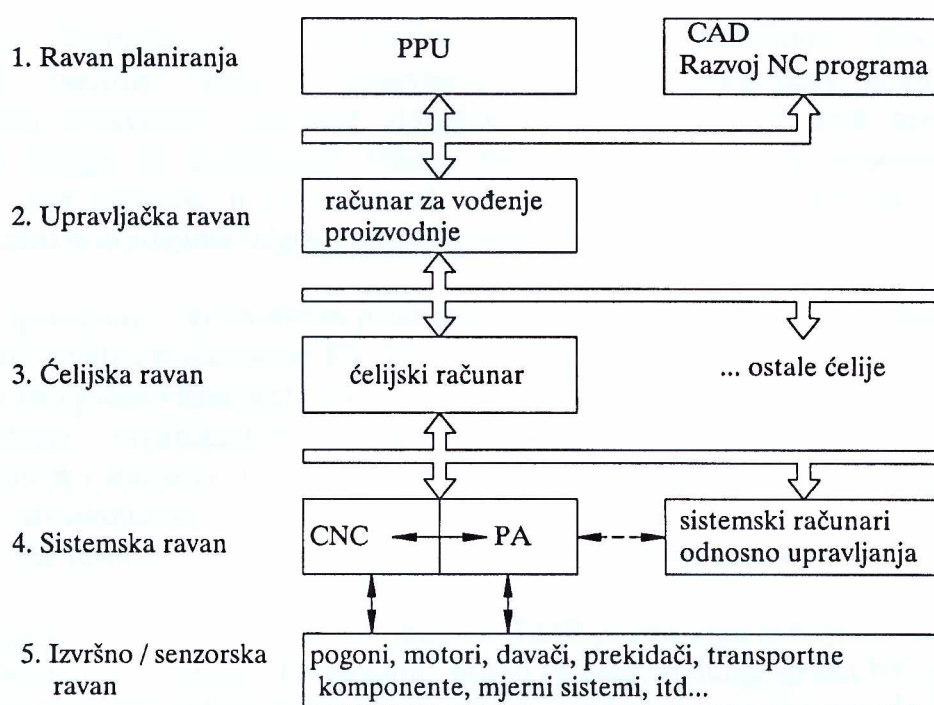 1. Ravan planiranja
PPU
CAD
Razvoj NC programa
2. Upravljačka ravan
računar za vođenje
proizvodnje
3. Ćelijska ravan
ćelijski računar
... ostale ćelije
4. Sistemska ravan
CNC
PA
sistemski računari
odnosno upravljanja
5. Izvršno / senzorska
ravan
pogoni, motori, davači, prekidači, transportne
komponente, mjerni sistemi, itd...